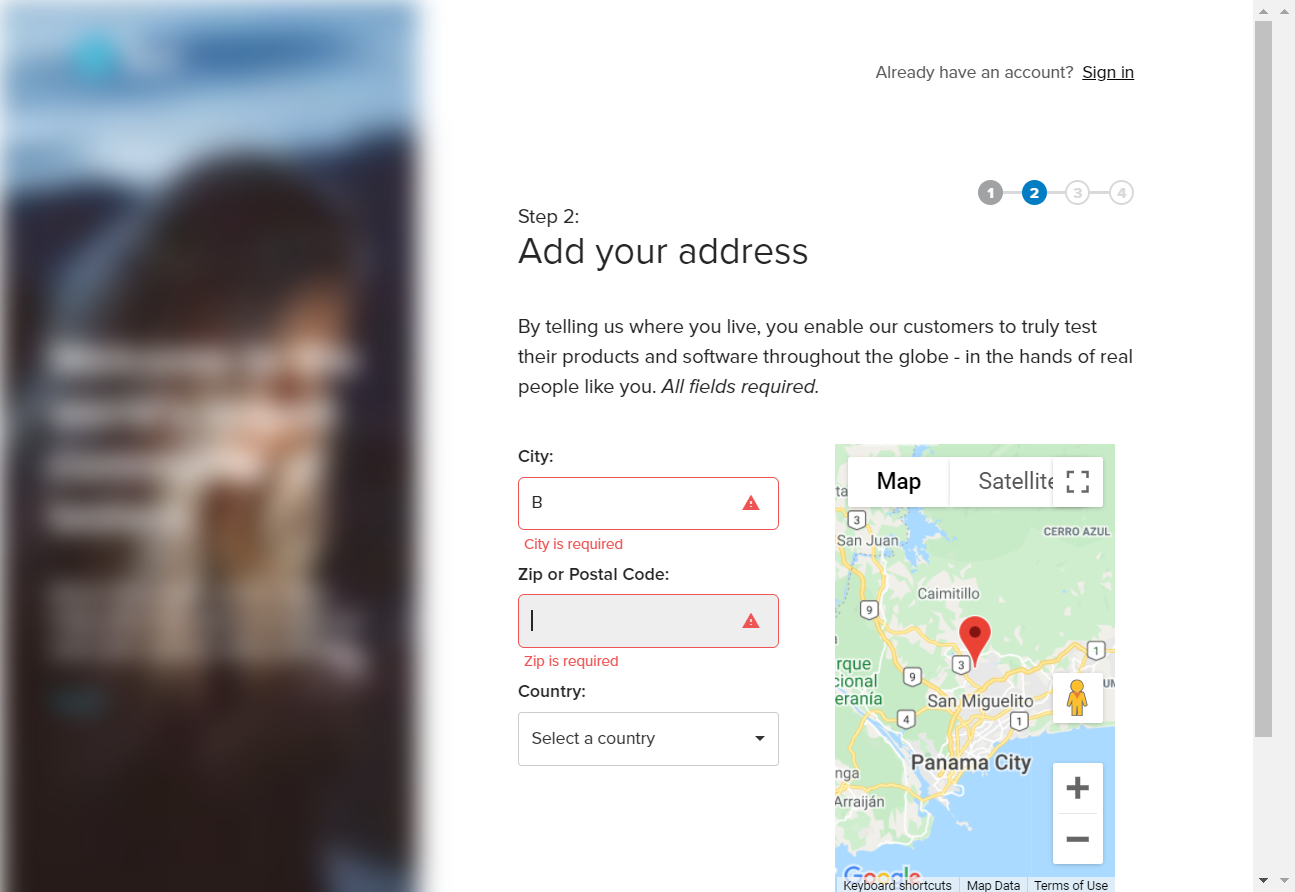 Already have an account? Sign in
1 2 3 4
Step 2:
Add your address
By telling us where you live, you enable our customers to truly test
their products and software throughout the globe - in the hands of real
people like you. All fields required.
City:
B
City is required
Zip or Postal Code:
Zip is required
Country:
Select a country
Map Satellite
ta
3
CERRO AZUL
San Juan
Caimitillo
9
3
1
rque
cional
eranía
9
UM
San Miguelito
4
1
Panama City
nga
Arraiján
+
−
Google
Keyboard shortcuts Map Data Terms of Use